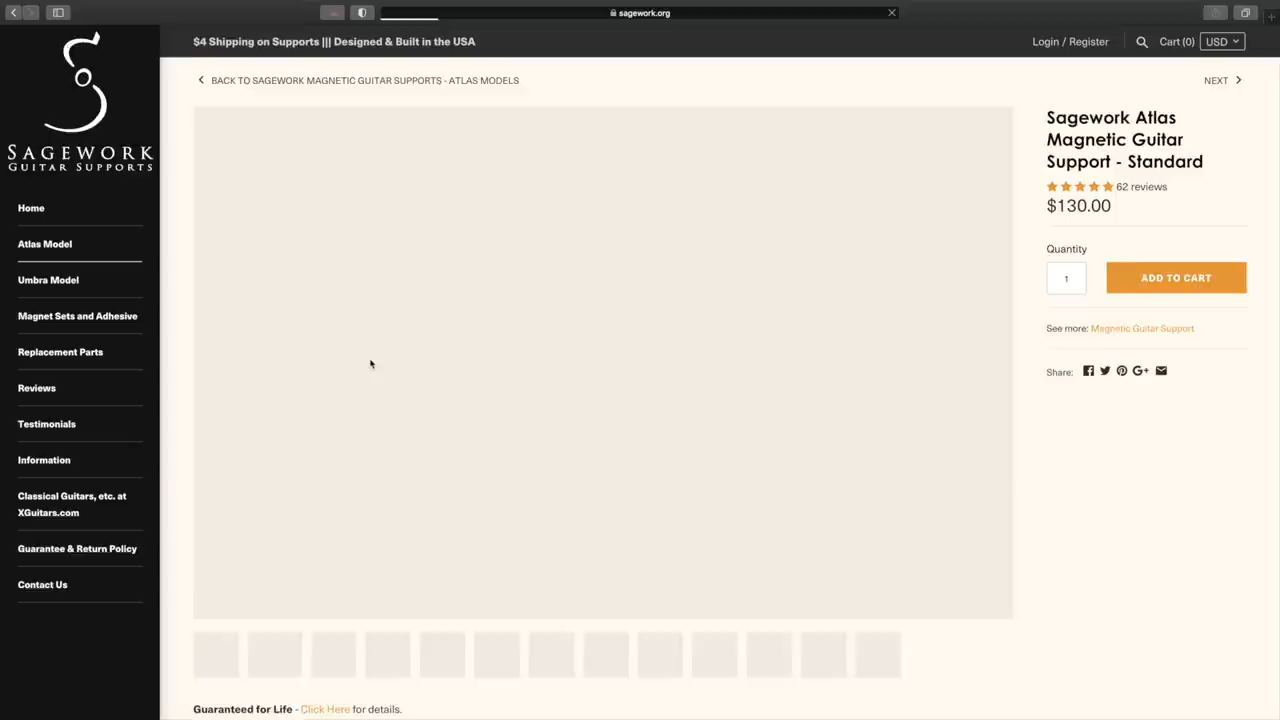 sagework.org
$4 Shipping on Supports ||| Designed & Built in the USA
Login / Register
Cart (0)
USD
SAGEWORK
GUITAR SUPPORTS
Home
Atlas Model
Umbra Model
Magnet Sets and Adhesive
Replacement Parts
Reviews
Testimonials
Information
Classical Guitars, etc. at
XGuitars.com
Guarantee & Return Policy
Contact Us
BACK TO SAGEWORK MAGNETIC GUITAR SUPPORTS - ATLAS MODELS
NEXT
Sagework Atlas
Magnetic Guitar
Support - Standard
62 reviews
$130.00
Quantity
1
ADD TO CART
See more: Magnetic Guitar Support
Share:
G+
Guaranteed for Life - Click Here for details.